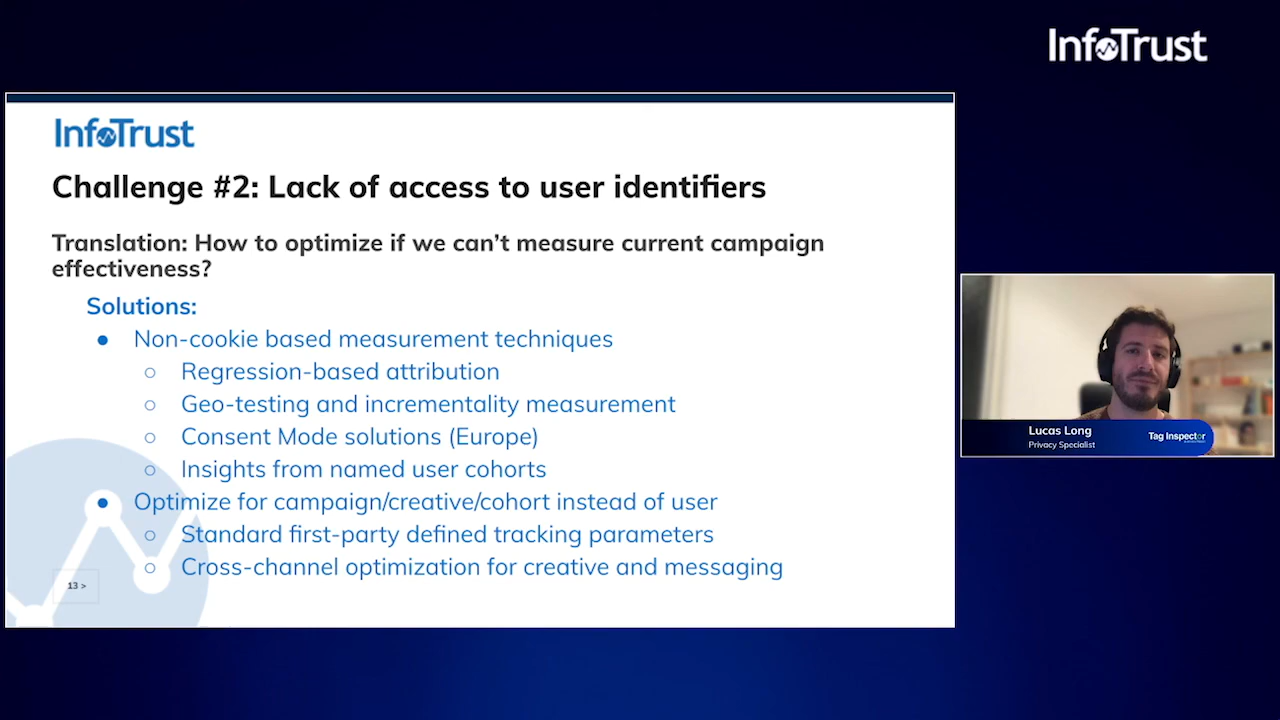 InfoTrust
InfoTrust
Challenge #2: Lack of access to user identifiers
Translation: How to optimize if we can't measure current campaign
effectiveness?
Solutions:
● Non-cookie based measurement techniques
○ Regression-based attribution
○ Geo-testing and incrementality measurement
○ Consent Mode solutions (Europe)
○ Insights from named user cohorts
● Optimize for campaign/creative/cohort instead of user
○ Standard first-party defined tracking parameters
○ Cross-channel optimization for creative and messaging
13 >
Lucas Long
Privacy Specialist
Tag Inspector